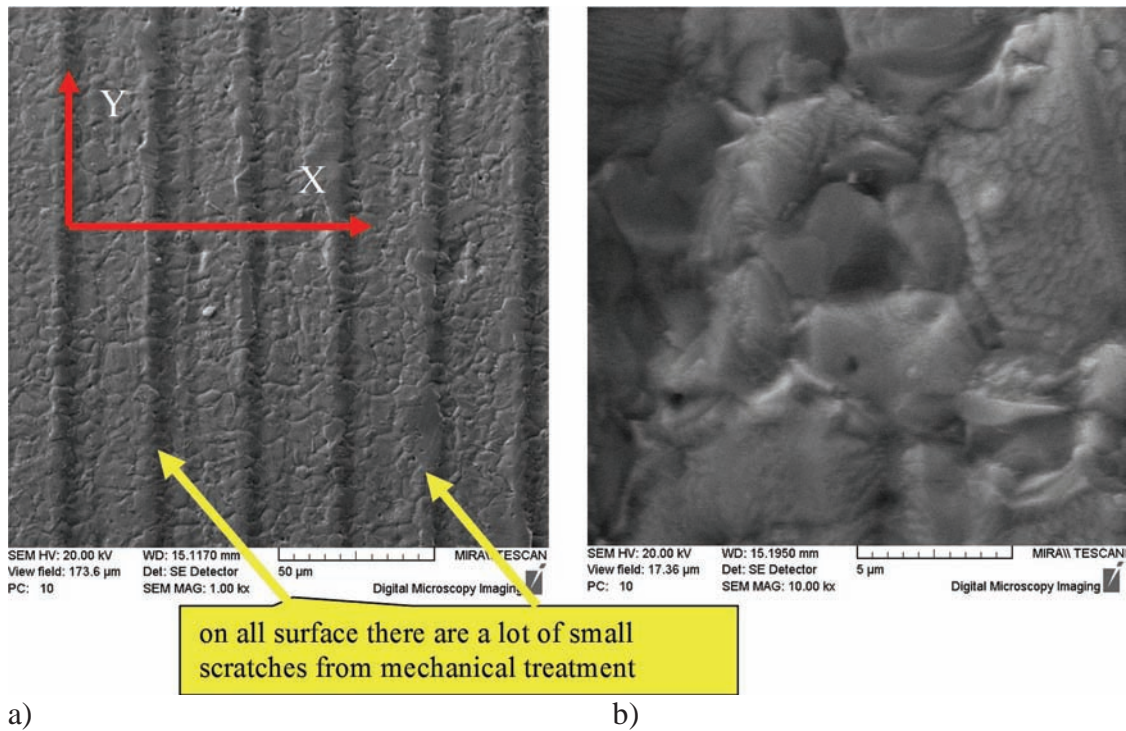 Y
X
SEM HV: 20.00 kV WD: 15.1170 mm MIRA\\ TESCAN
View field: 173.6 µm Det: SE Detector 50 µm
PC: 10 SEM MAG: 1.00 kx Digital Microscopy Imaging
SEM HV: 20.00 kV WD: 15.1950 mm MIRA\\ TESCAN
View field: 17.36 µm Det: SE Detector 5 µm
PC: 10 SEM MAG: 10.00 kx Digital Microscopy Imaging
on all surface there are a lot of small
scratches from mechanical treatment
a) b)